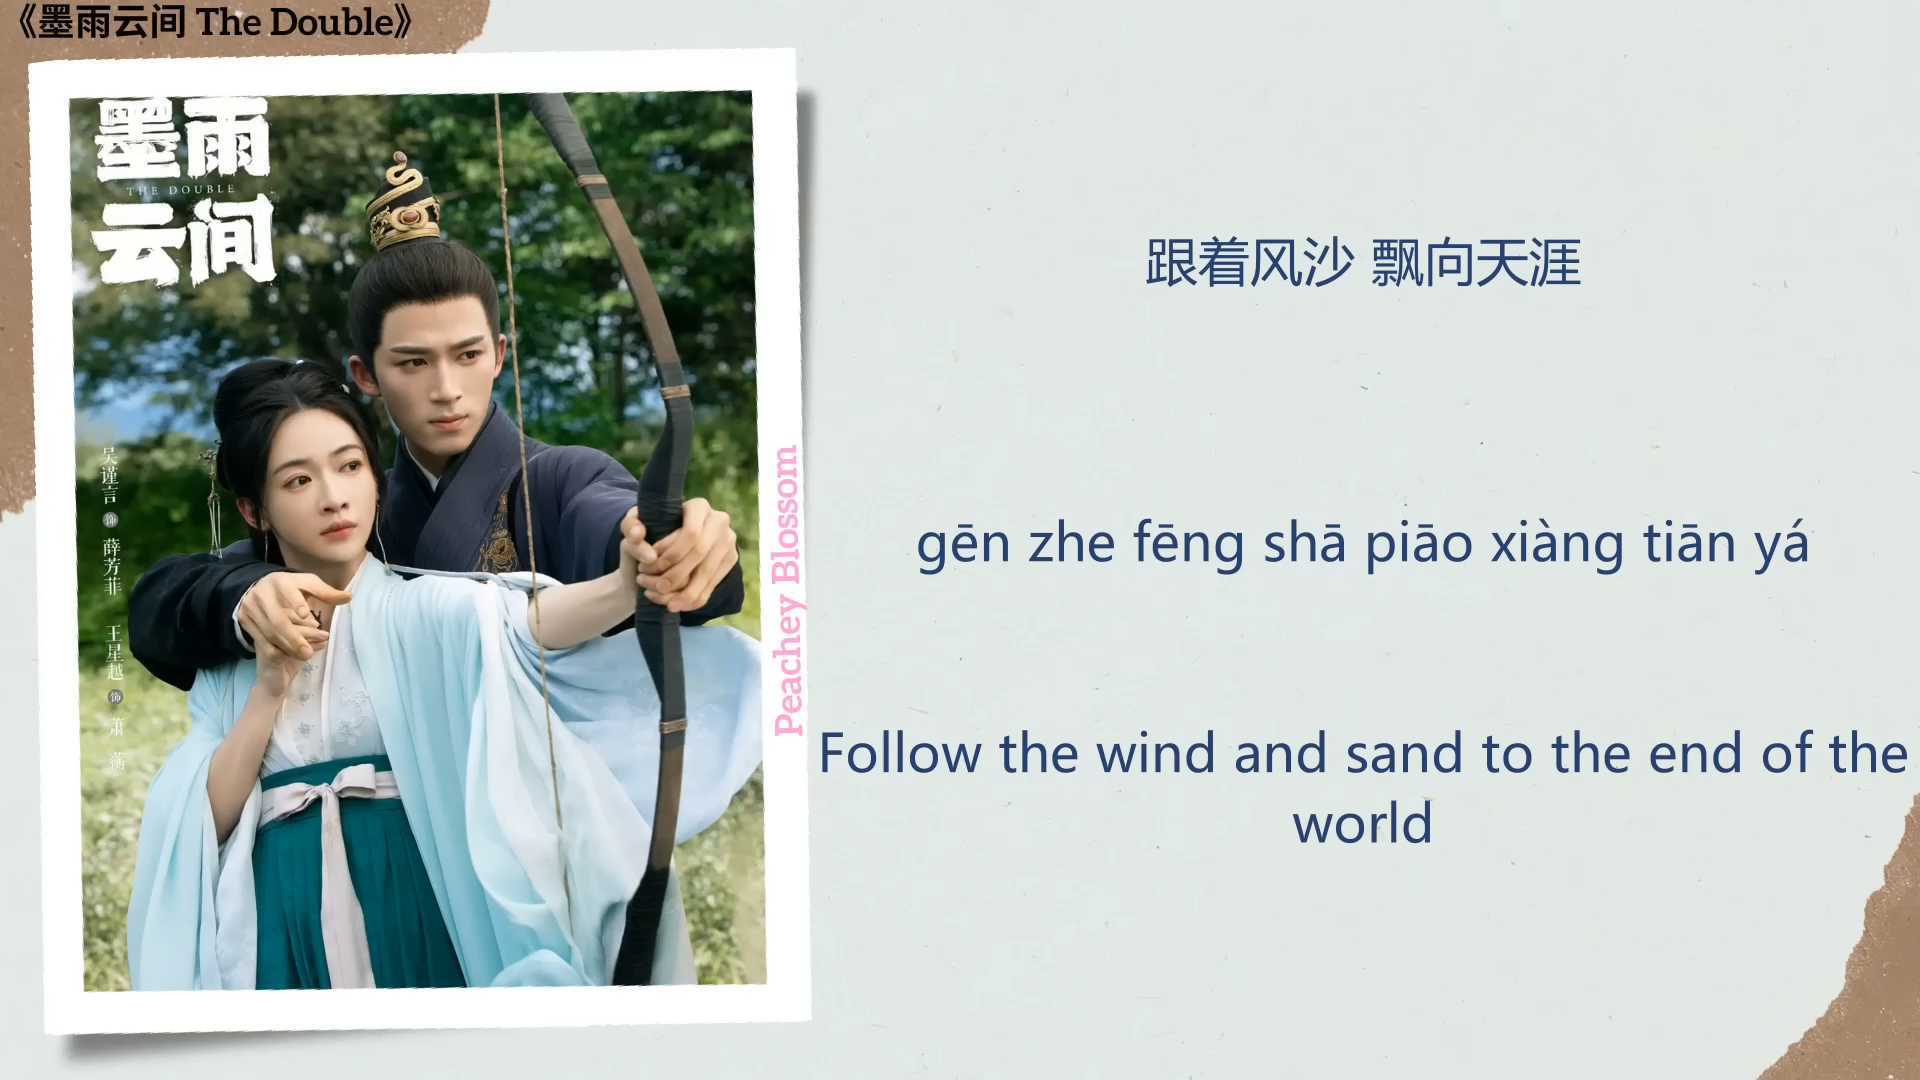 《墨雨云间 The Double》
墨雨
THE DOUBLE
云间
吴谨言 饰 薛芳菲
王星越 饰 萧蘅
Peachey Blossom
跟着风沙 飘向天涯
gēn zhe fēng shā piāo xiàng tiān yá
Follow the wind and sand to the end of the
world